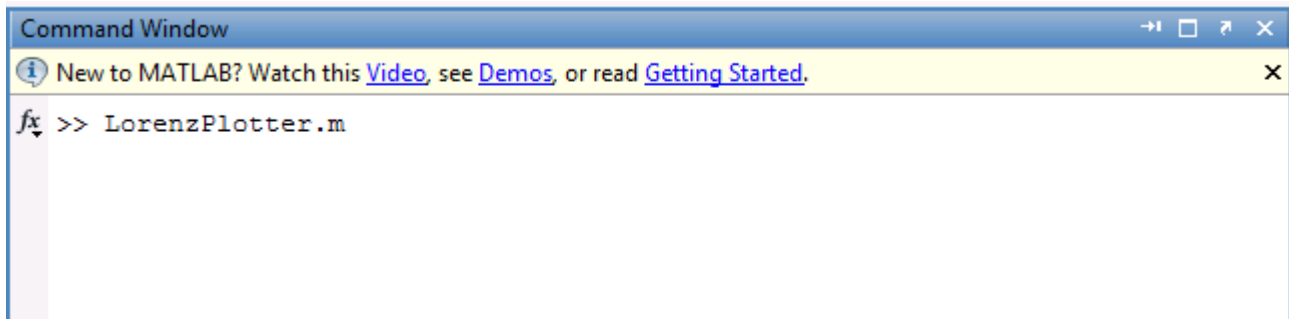 Command Window
New to MATLAB? Watch this Video, see Demos, or read Getting Started.
fx >> LorenzPlotter.m